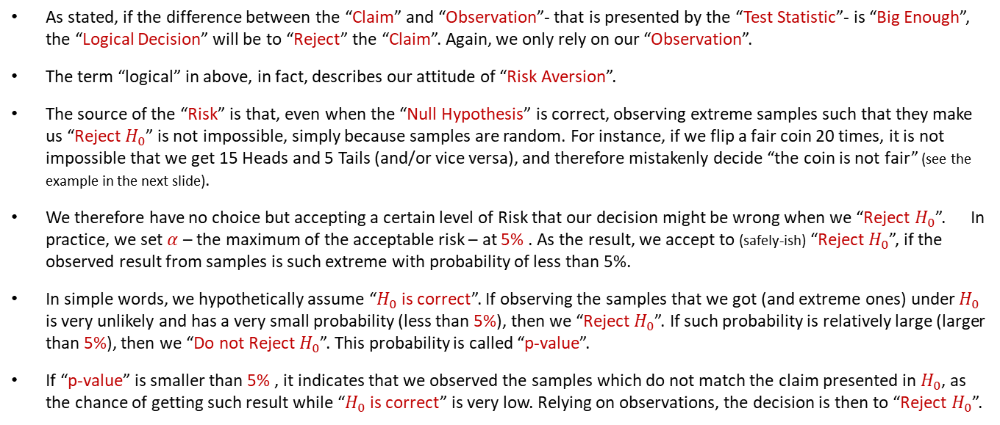 • As stated, if the difference between the “Claim” and “Observation”- that is presented by the “Test Statistic”- is “Big Enough”,
the “Logical Decision” will be to “Reject” the “Claim”. Again, we only rely on our “Observation”.
• The term “logical” in above, in fact, describes our attitude of “Risk Aversion”.
• The source of the “Risk” is that, even when the “Null Hypothesis” is correct, observing extreme samples such that they make
us “Reject H₀” is not impossible, simply because samples are random. For instance, if we flip a fair coin 20 times, it is not
impossible that we get 15 Heads and 5 Tails (and/or vice versa), and therefore mistakenly decide “the coin is not fair” (see the
example in the next slide).
• We therefore have no choice but accepting a certain level of Risk that our decision might be wrong when we “Reject H₀”. In
practice, we set α – the maximum of the acceptable risk – at 5% . As the result, we accept to (safely-ish) “Reject H₀”, if the
observed result from samples is such extreme with probability of less than 5%.
• In simple words, we hypothetically assume “H₀ is correct”. If observing the samples that we got (and extreme ones) under H₀
is very unlikely and has a very small probability (less than 5%), then we “Reject H₀”. If such probability is relatively large (larger
than 5%), then we “Do not Reject H₀”. This probability is called “p-value”.
• If “p-value” is smaller than 5% , it indicates that we observed the samples which do not match the claim presented in H₀, as
the chance of getting such result while “H₀ is correct” is very low. Relying on observations, the decision is then to “Reject H₀”.